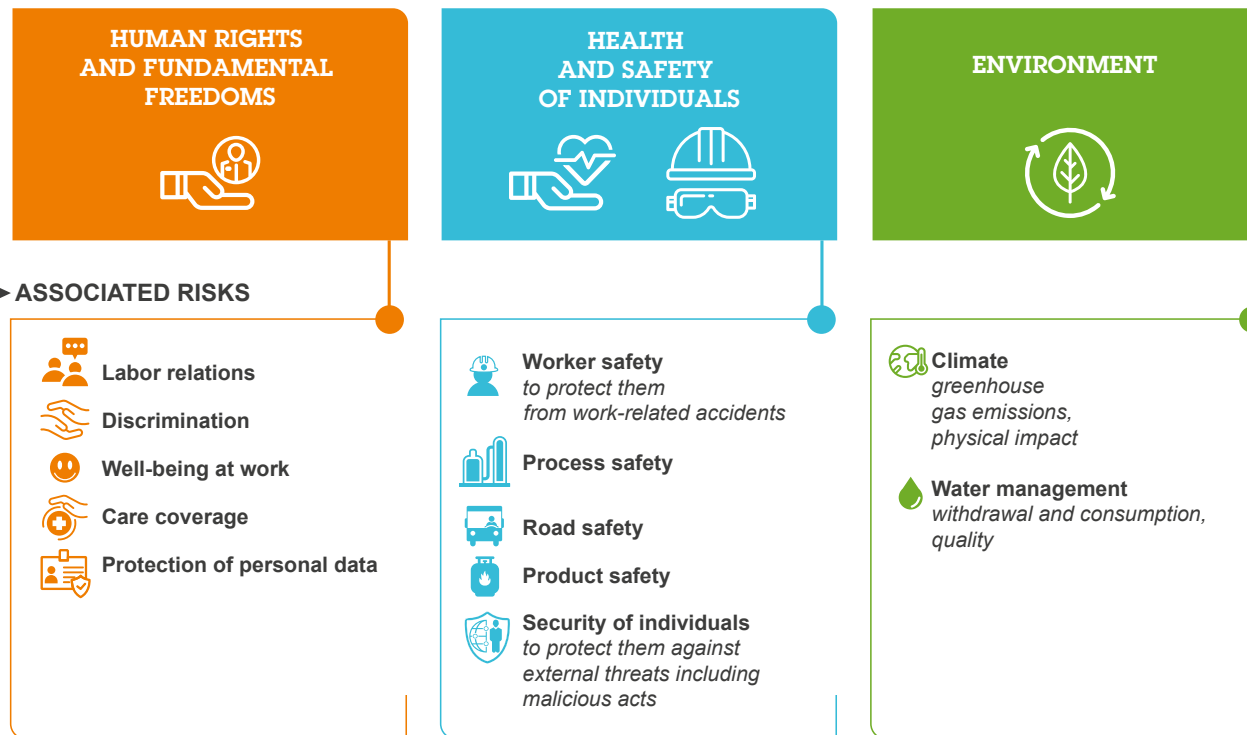 HUMAN RIGHTS
AND FUNDAMENTAL
FREEDOMS
HEALTH
AND SAFETY
OF INDIVIDUALS
ENVIRONMENT
ASSOCIATED RISKS
Labor relations
Discrimination
Well-being at work
Care coverage
Protection of personal data
Worker safety
to protect them
from work-related accidents
Process safety
Road safety
Product safety
Security of individuals
to protect them against
external threats including
malicious acts
Climate
greenhouse
gas emissions,
physical impact
Water management
withdrawal and consumption,
quality